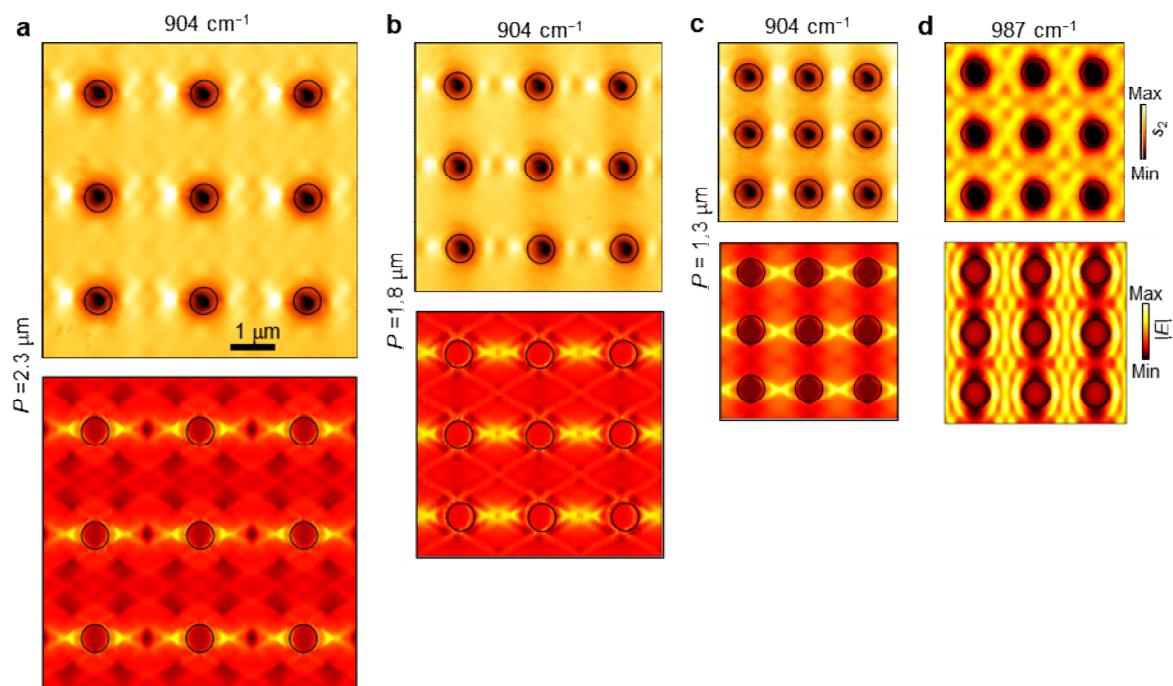 a
904 cm⁻¹
b
904 cm⁻¹
c
904 cm⁻¹
d
987 cm⁻¹
Max
s₂
Min
1 μm
P = 2,3 μm
P = 1,8 μm
P = 1,3 μm
Max
|E|
Min